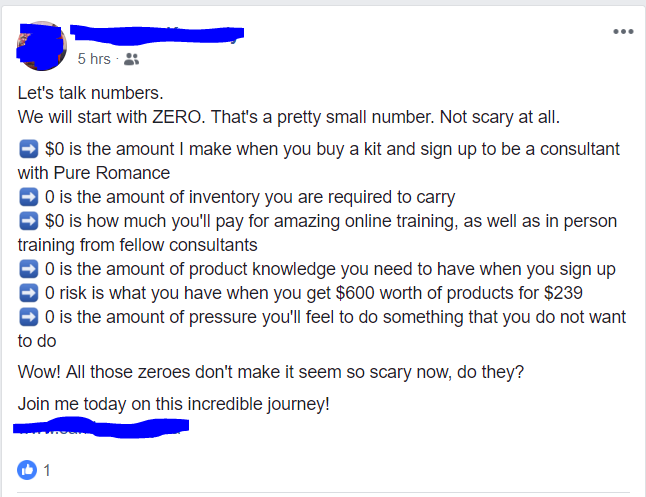 5 hrs ·
Let's talk numbers.
We will start with ZERO. That's a pretty small number. Not scary at all.
➡ $0 is the amount I make when you buy a kit and sign up to be a consultant
with Pure Romance
➡ 0 is the amount of inventory you are required to carry
➡ $0 is how much you'll pay for amazing online training, as well as in person
training from fellow consultants
➡ 0 is the amount of product knowledge you need to have when you sign up
➡ 0 risk is what you have when you get $600 worth of products for $239
➡ 0 is the amount of pressure you'll feel to do something that you do not want
to do
Wow! All those zeroes don't make it seem so scary now, do they?
Join me today on this incredible journey!
1